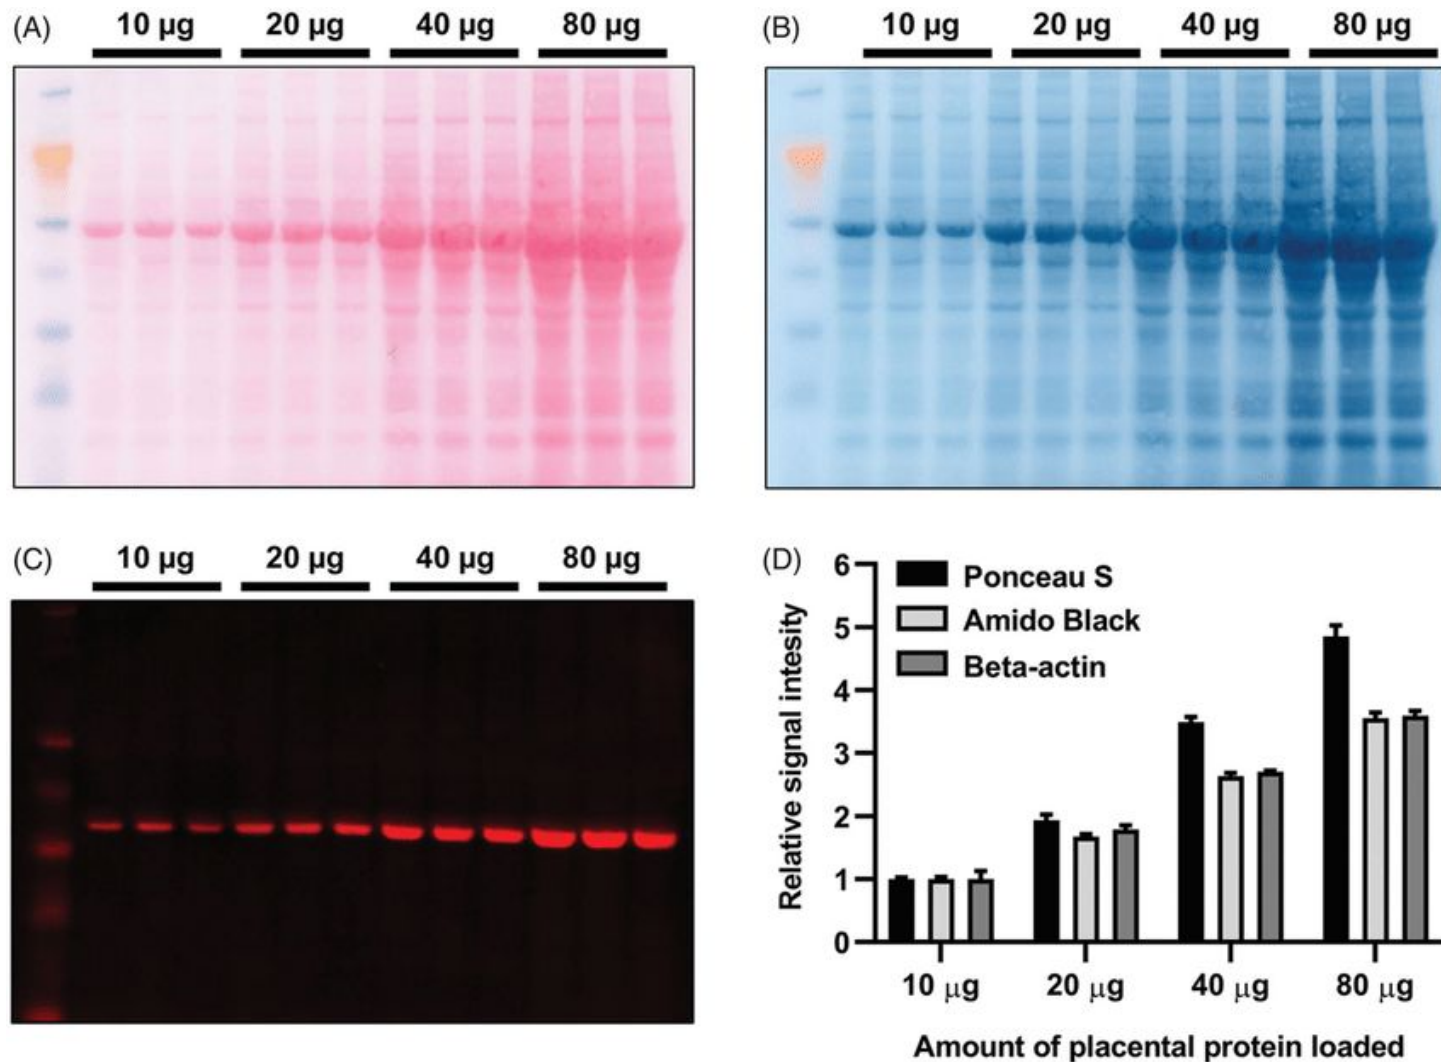 (A) 10 µg 20 µg 40 µg 80 µg
(B) 10 µg 20 µg 40 µg 80 µg
(C) 10 µg 20 µg 40 µg 80 µg
(D)
Ponceau S
Amido Black
Beta-actin
Relative signal intesity
6
5
4
3
2
1
0
10 µg 20 µg 40 µg 80 µg
Amount of placental protein loaded